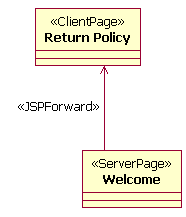 «ClientPage»
Return Policy
«JSPForward»
«ServerPage»
Welcome